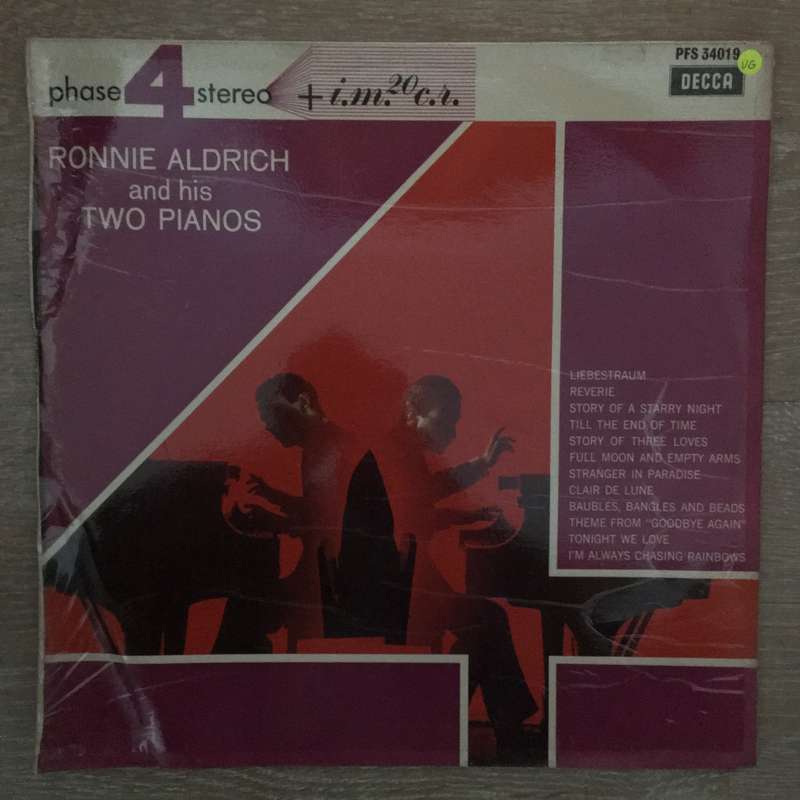 phase 4 stereo
+i.m.20c.r.
PFS 34019
VG
DECCA
RONNIE ALDRICH
and his
TWO PIANOS
LIEBESTRAUM
REVERIE
STORY OF A STARRY NIGHT
TILL THE END OF TIME
STORY OF THREE LOVES
FULL MOON AND EMPTY ARMS
STRANGER IN PARADISE
CLAIR DE LUNE
BAUBLES, BANGLES AND BEADS
THEME FROM "GOODBYE AGAIN"
TONIGHT WE LOVE
I'M ALWAYS CHASING RAINBOWS